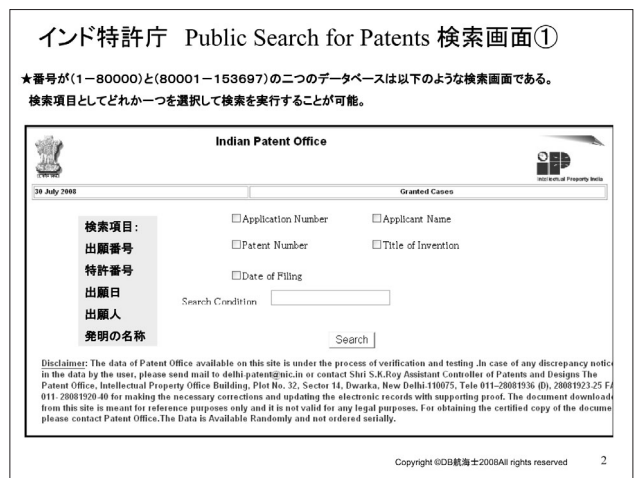 インド特許庁 Public Search for Patents 検索画面①
★番号が(1－80000)と(80001－153697)の二つのデータベースは以下のような検索画面である。
検索項目としてどれか一つを選択して検索を実行することが可能。
Indian Patent Office
Intellectual Property India
30 July 2008
Granted Cases
検索項目:
出願番号
特許番号
出願日
出願人
発明の名称
Application Number
Applicant Name
Patent Number
Title of Invention
Date of Filing
Search Condition
Search
Disclaimer: The data of Patent Office available on this site is under the process of verification and testing .In case of any discrepancy notic
in the data by the user, please send mail to delhi-patent@nic.in or contact Shri S.K.Roy Assistant Controller of Patents and Designs The
Patent Office, Intellectual Property Office Building, Plot No. 32, Sector 14, Dwarka, New Delhi-110075, Tele 011-28081936 (D), 28081923-25 FA
011- 28081920-40 for making the necessary corrections and updating the electronic records with supporting proof. The document downloade
from this site is meant for reference purposes only and it is not valid for any legal purposes. For obtaining the certified copy of the docume
please contact Patent Office.The Data is Available Randomly and not ordered serially.
Copyright ©DB航海士2008All rights reserved
2